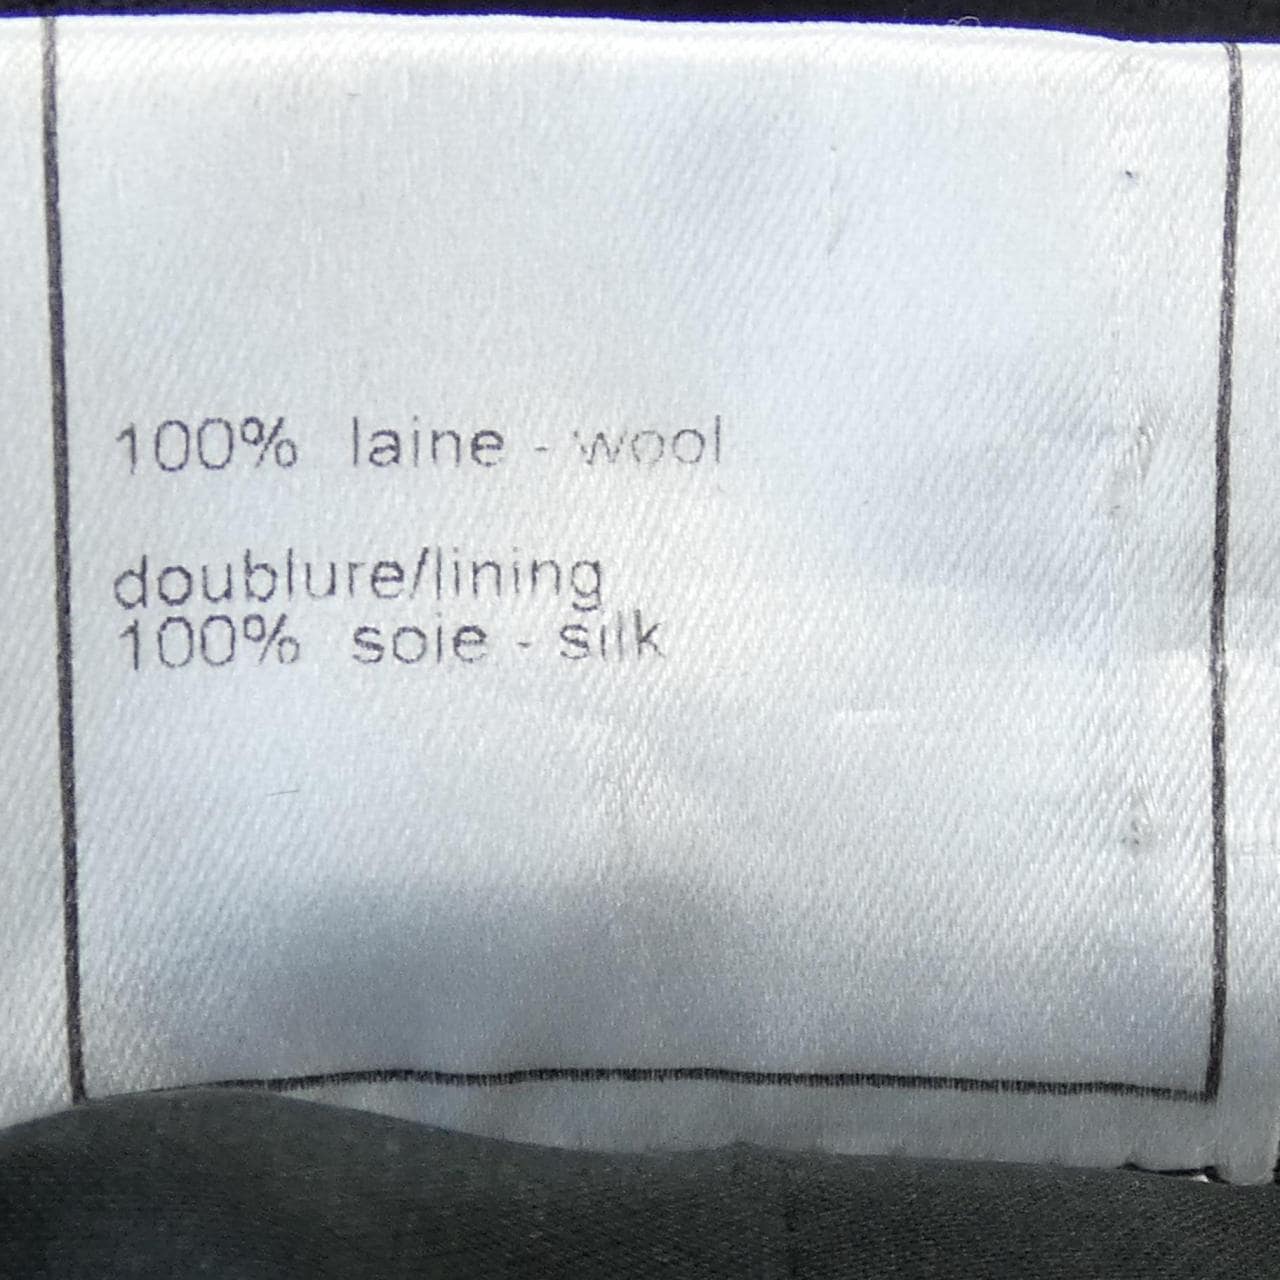 100% laine - wool
doublure/lining
100% soie - silk